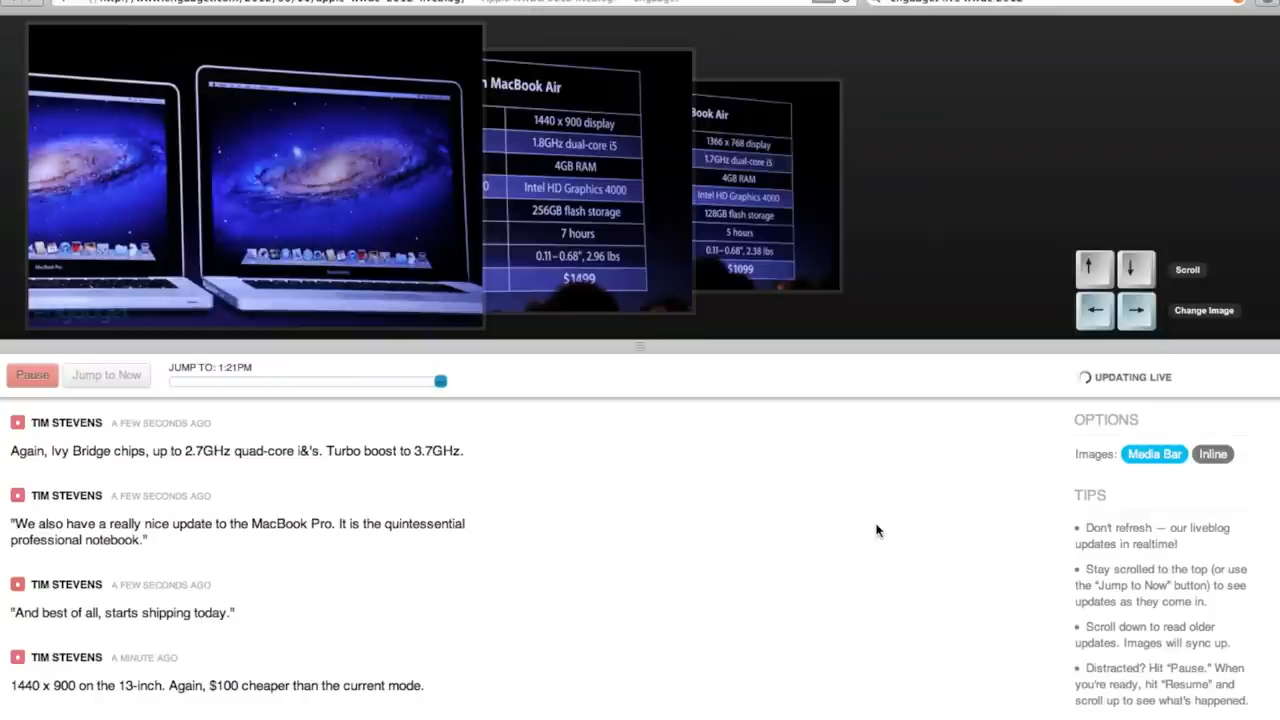 MacBook Air
1440 x 900 display
1.8GHz dual-core i5
4GB RAM
Intel HD Graphics 4000
256GB flash storage
7 hours
0.11–0.68", 2.96 lbs
$1499
Book Air
1366 x 768 display
1.7GHz dual-core i5
4GB RAM
Intel HD Graphics 4000
128GB flash storage
5 hours
0.11–0.68", 2.38 lbs
$1099
MacBook Pro
engadget
Scroll
Change Image
Pause
Jump to Now
JUMP TO: 1:21PM
UPDATING LIVE
TIM STEVENS A FEW SECONDS AGO
Again, Ivy Bridge chips, up to 2.7GHz quad-core i&'s. Turbo boost to 3.7GHz.
TIM STEVENS A FEW SECONDS AGO
"We also have a really nice update to the MacBook Pro. It is the quintessential
professional notebook."
TIM STEVENS A FEW SECONDS AGO
"And best of all, starts shipping today."
TIM STEVENS A MINUTE AGO
1440 x 900 on the 13-inch. Again, $100 cheaper than the current mode.
OPTIONS
Images: Media Bar Inline
TIPS
• Don't refresh — our liveblog
updates in realtime!
• Stay scrolled to the top (or use
the "Jump to Now" button) to see
updates as they come in.
• Scroll down to read older
updates. Images will sync up.
• Distracted? Hit "Pause." When
you're ready, hit "Resume" and
scroll up to see what's happened.